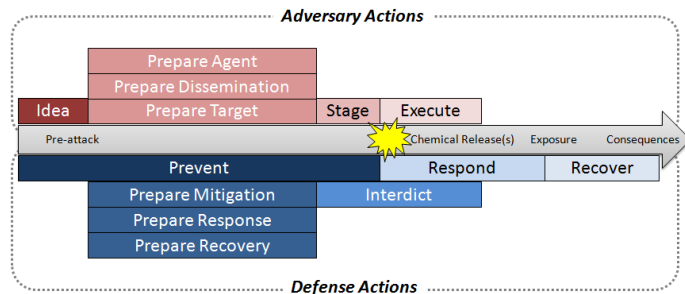 Adversary Actions
Prepare Agent
Prepare Dissemination
Idea Prepare Target Stage Execute
Pre-attack Chemical Release(s) Exposure Consequences
Prevent Respond Recover
Prepare Mitigation Interdict
Prepare Response
Prepare Recovery
Defense Actions